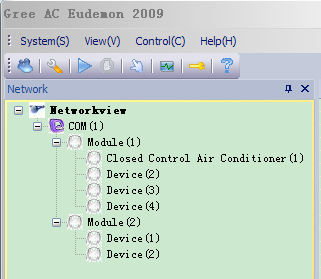 Gree AC Eudemon 2009
System(S) View(V) Control(C) Help(H)
Network
Networkview
COM(1)
Module(1)
Closed Control Air Conditioner(1)
Device(2)
Device(3)
Device(4)
Module(2)
Device(1)
Device(2)